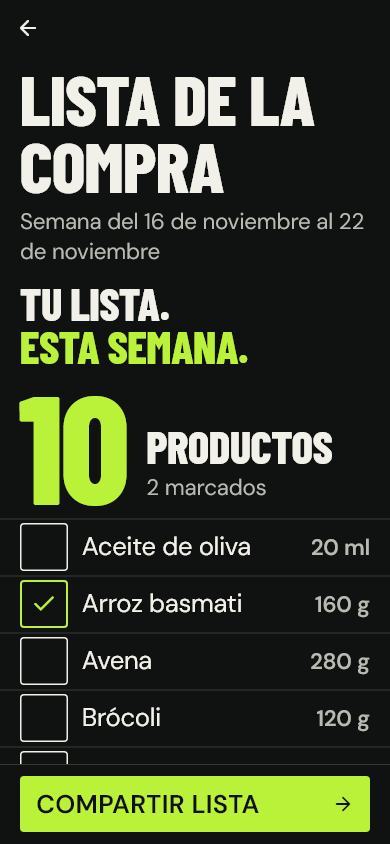 LISTA DE LA
COMPRA
Semana del 16 de noviembre al 22
de noviembre
TU LISTA.
ESTA SEMANA.
10 PRODUCTOS
2 marcados
Aceite de oliva 20 ml
Arroz basmati 160 g
Avena 280 g
Brócoli 120 g
COMPARTIR LISTA